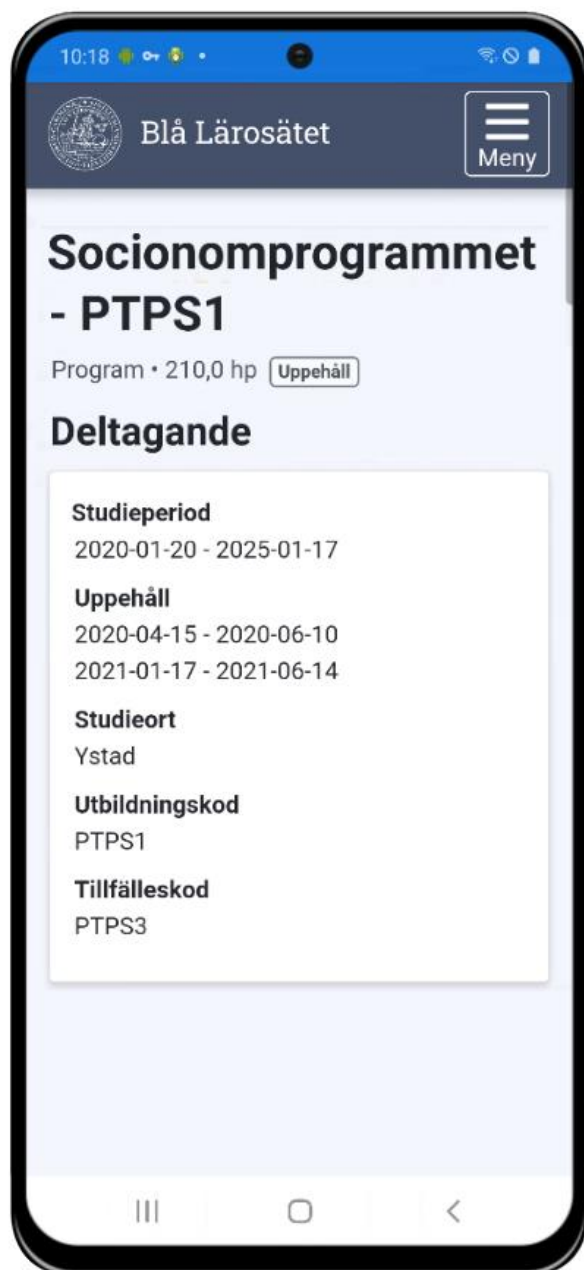 10:18
Blå Lärosätet
Meny
Socionomprogrammet
- PTPS1
Program • 210,0 hp Uppehåll
Deltagande
Studieperiod
2020-01-20 - 2025-01-17
Uppehåll
2020-04-15 - 2020-06-10
2021-01-17 - 2021-06-14
Studieort
Ystad
Utbildningskod
PTPS1
Tillfälleskod
PTPS3